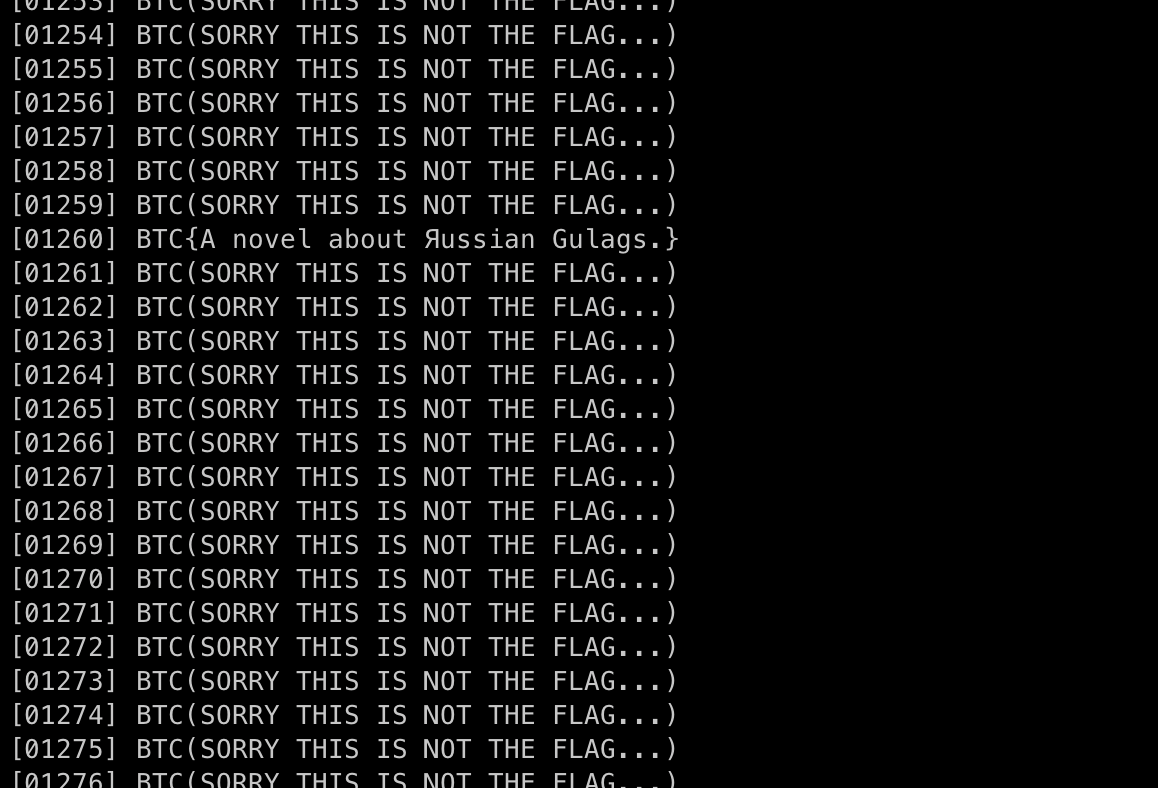 [01253] BTC(SORRY THIS IS NOT THE FLAG...)
[01254] BTC(SORRY THIS IS NOT THE FLAG...)
[01255] BTC(SORRY THIS IS NOT THE FLAG...)
[01256] BTC(SORRY THIS IS NOT THE FLAG...)
[01257] BTC(SORRY THIS IS NOT THE FLAG...)
[01258] BTC(SORRY THIS IS NOT THE FLAG...)
[01259] BTC(SORRY THIS IS NOT THE FLAG...)
[01260] BTC{A novel about Яussian Gulags.}
[01261] BTC(SORRY THIS IS NOT THE FLAG...)
[01262] BTC(SORRY THIS IS NOT THE FLAG...)
[01263] BTC(SORRY THIS IS NOT THE FLAG...)
[01264] BTC(SORRY THIS IS NOT THE FLAG...)
[01265] BTC(SORRY THIS IS NOT THE FLAG...)
[01266] BTC(SORRY THIS IS NOT THE FLAG...)
[01267] BTC(SORRY THIS IS NOT THE FLAG...)
[01268] BTC(SORRY THIS IS NOT THE FLAG...)
[01269] BTC(SORRY THIS IS NOT THE FLAG...)
[01270] BTC(SORRY THIS IS NOT THE FLAG...)
[01271] BTC(SORRY THIS IS NOT THE FLAG...)
[01272] BTC(SORRY THIS IS NOT THE FLAG...)
[01273] BTC(SORRY THIS IS NOT THE FLAG...)
[01274] BTC(SORRY THIS IS NOT THE FLAG...)
[01275] BTC(SORRY THIS IS NOT THE FLAG...)
[01276] BTC(SORRY THIS IS NOT THE FLAG...)